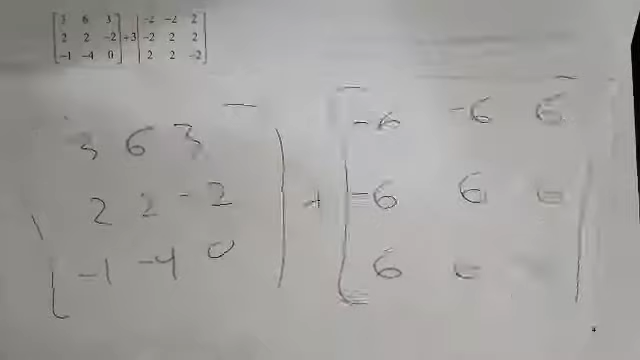 3 6 3 -2 -2 2
2 2 -2 +3 -2 2 2
-1 -4 0 2 2 -2
3 6 3 -6 -6 6
2 2 -2 + -6 6
-1 -4 0 6